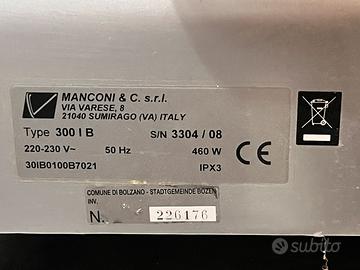 MANCONI & C. s.r.l.
VIA VARESE, 8
21040 SUMIRAGO (VA) ITALY
Type 300 I B S/N 3304 / 08
220-230 V~ 50 Hz 460 W
30IB0100B7021 IPX3
CE
COMUNE DI BOLZANO - STADTGEMEINDE BOZEN
INV.
N. 226176
subito